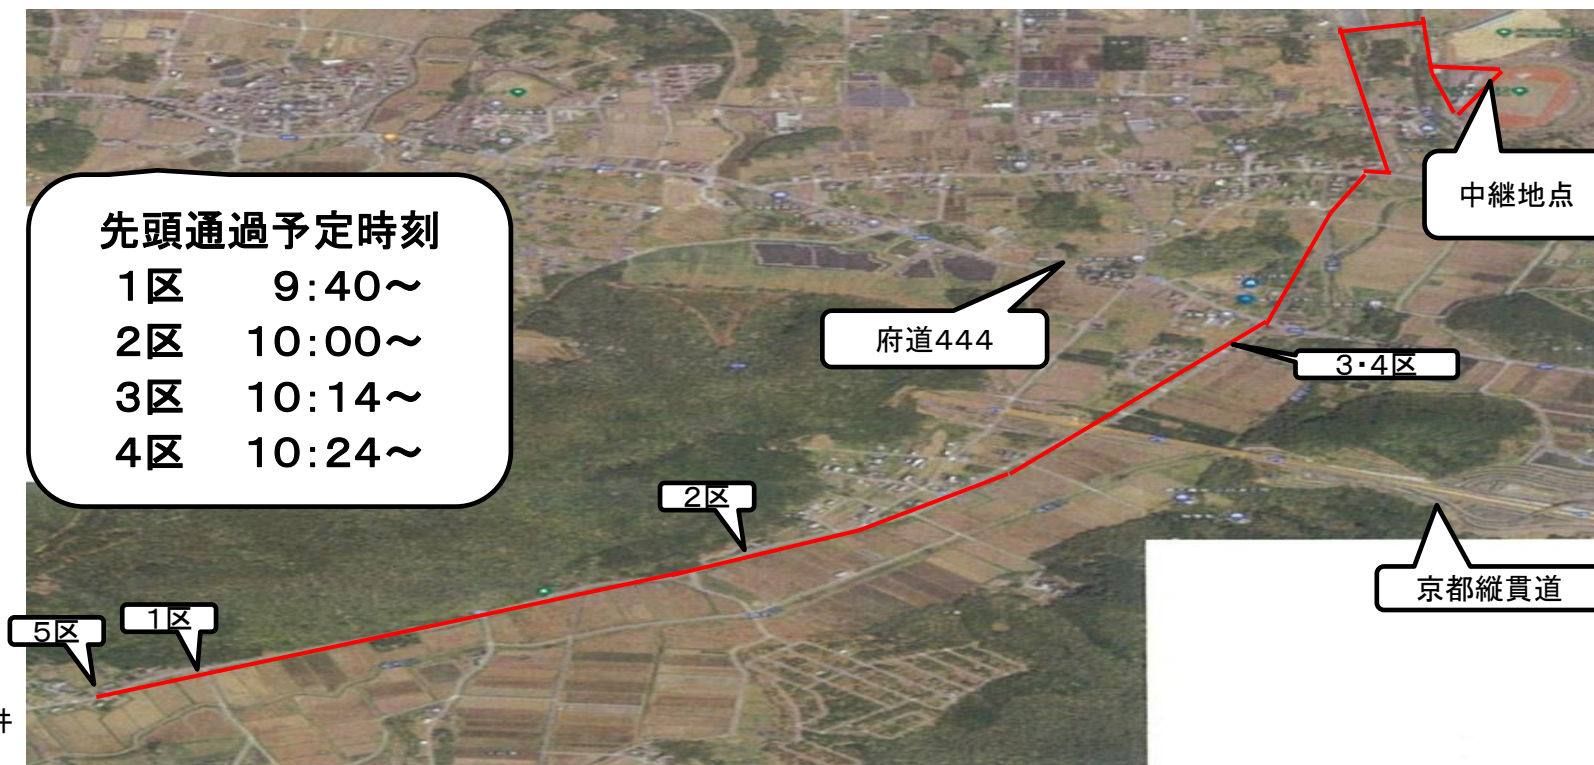 先頭通過予定時刻
1区 9:40～
2区 10:00～
3区 10:14～
4区 10:24～
中継地点
府道444
3・4区
2区
京都縦貫道
1区
5区
井